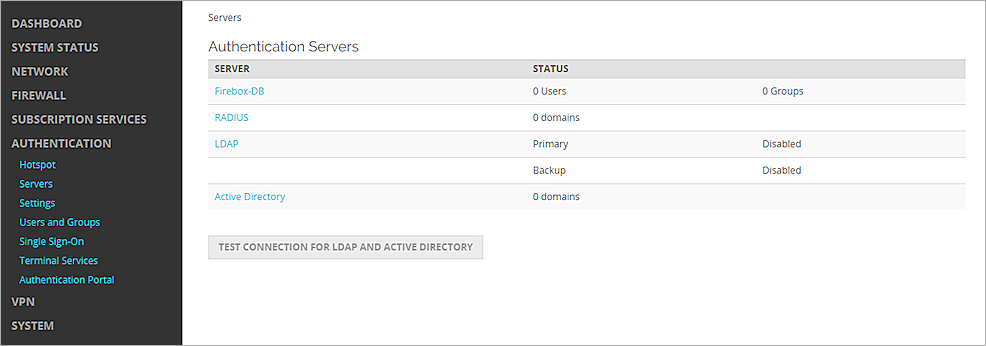 DASHBOARD
SYSTEM STATUS
NETWORK
FIREWALL
SUBSCRIPTION SERVICES
AUTHENTICATION
Hotspot
Servers
Settings
Users and Groups
Single Sign-On
Terminal Services
Authentication Portal
VPN
SYSTEM
Servers
Authentication Servers
SERVER STATUS
Firebox-DB 0 Users 0 Groups
RADIUS 0 domains
LDAP Primary Disabled
Backup Disabled
Active Directory 0 domains
TEST CONNECTION FOR LDAP AND ACTIVE DIRECTORY